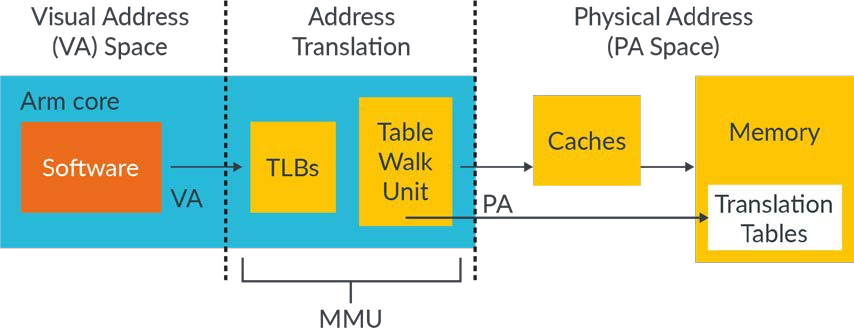 Visual Address
(VA) Space
Address
Translation
Physical Address
(PA Space)
Arm core
Software
VA
TLBs
Table
Walk
Unit
PA
Caches
Memory
Translation
Tables
MMU